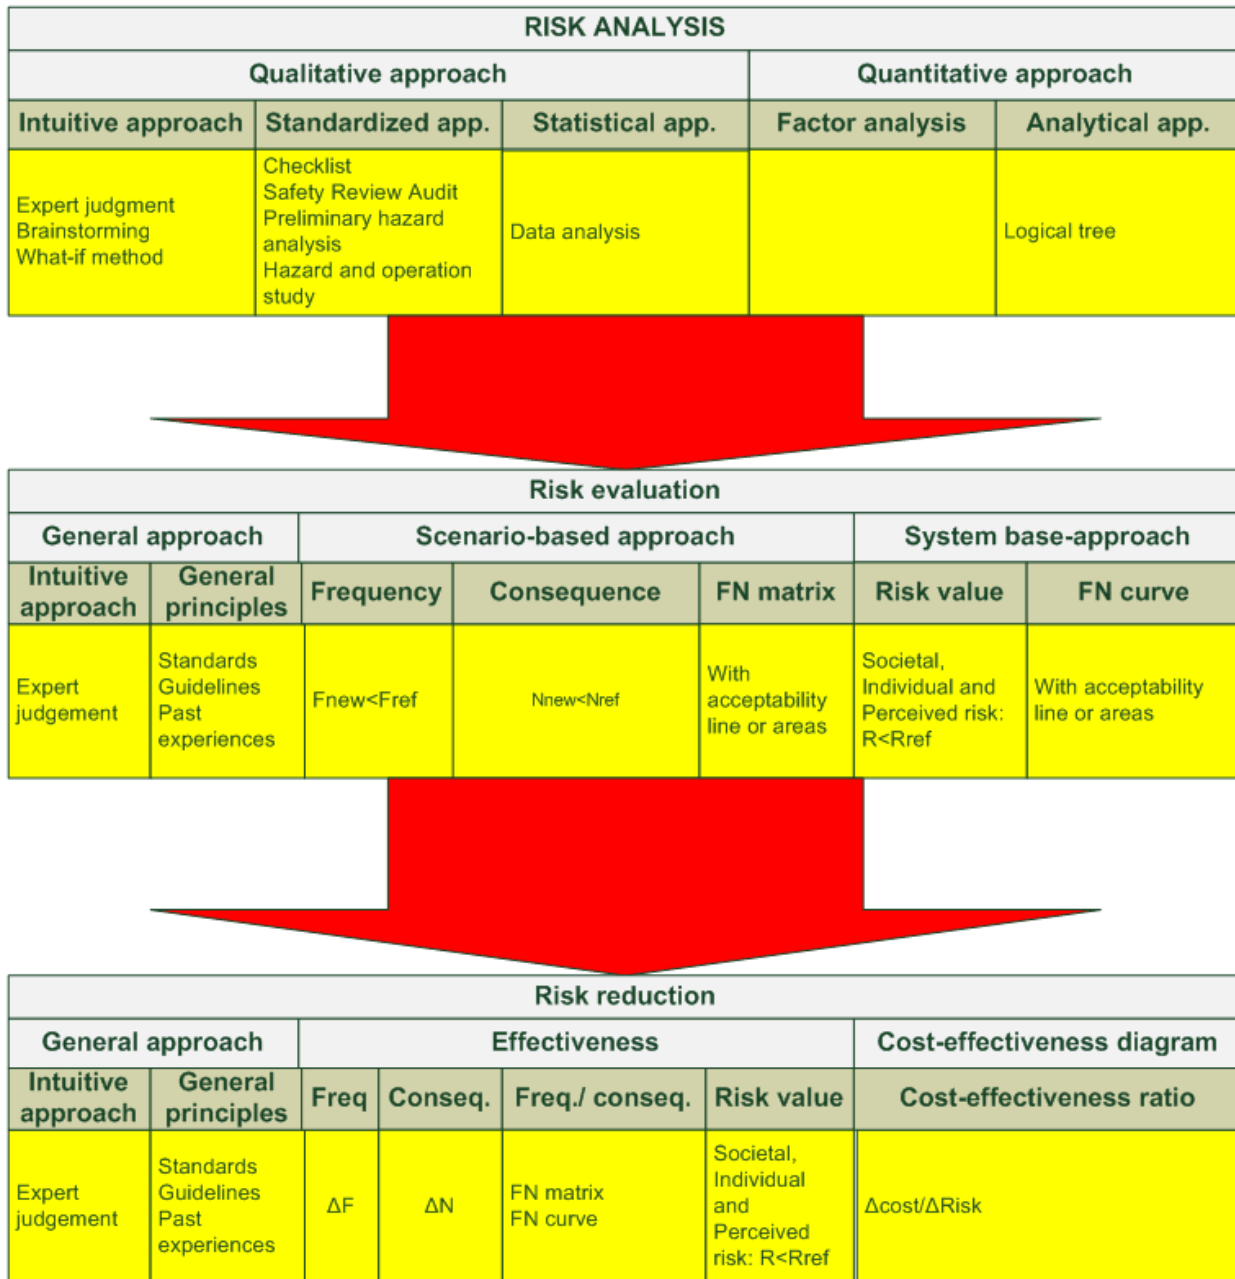 RISK ANALYSIS
Qualitative approach
Quantitative approach
Intuitive approach
Standardized app.
Statistical app.
Factor analysis
Analytical app.
Expert judgment
Brainstorming
What-if method
Checklist
Safety Review Audit
Preliminary hazard
analysis
Hazard and operation
study
Data analysis
Logical tree
Risk evaluation
General approach
Scenario-based approach
System base-approach
Intuitive
approach
General
principles
Frequency
Consequence
FN matrix
Risk value
FN curve
Expert
judgement
Standards
Guidelines
Past
experiences
Fnew<Fref
Nnew<Nref
With
acceptability
line or areas
Societal,
Individual and
Perceived risk:
R<Rref
With acceptability
line or areas
Risk reduction
General approach
Effectiveness
Cost-effectiveness diagram
Intuitive
approach
General
principles
Freq
Conseq.
Freq./ conseq.
Risk value
Cost-effectiveness ratio
Expert
judgement
Standards
Guidelines
Past
experiences
ΔF
ΔN
FN matrix
FN curve
Societal,
Individual
and
Perceived
risk: R<Rref
Δcost/ΔRisk